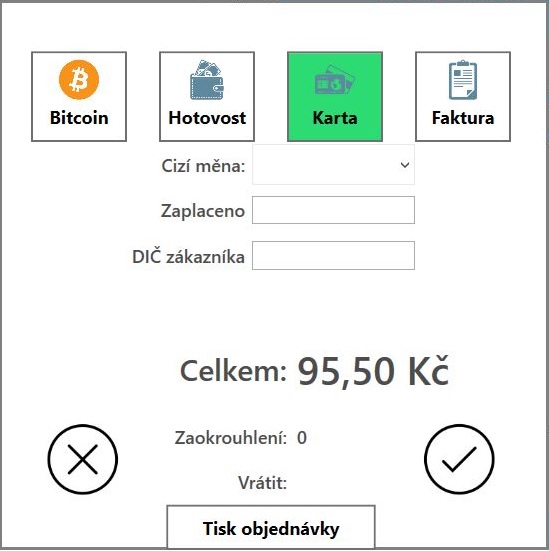 Bitcoin
Hotovost
Karta
Faktura
Cizí měna:
Zaplaceno
DIČ zákazníka
Celkem: 95,50 Kč
Zaokrouhlení: 0
Vrátit:
Tisk objednávky